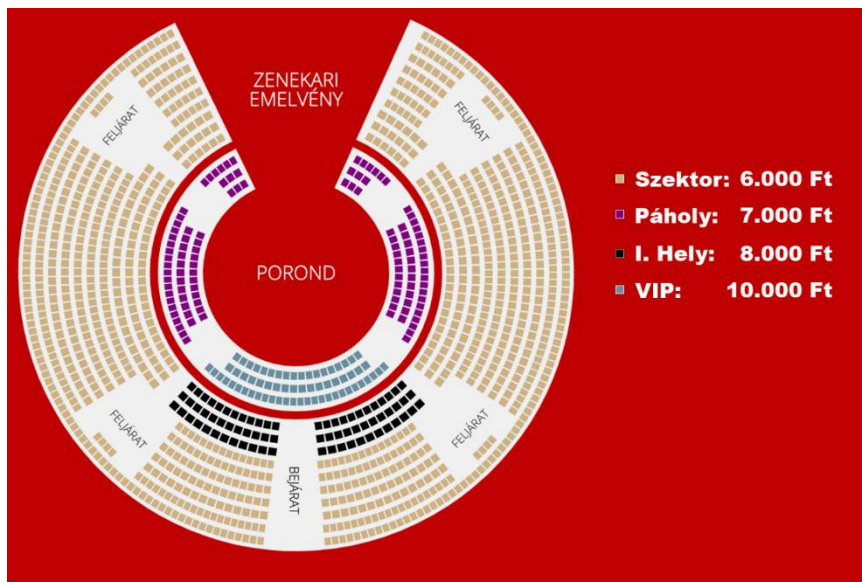 ZENEKARI
EMELVÉNY
FELJÁRAT
FELJÁRAT
POROND
Szektor: 6.000 Ft
Páholy: 7.000 Ft
I. Hely: 8.000 Ft
VIP: 10.000 Ft
FELJÁRAT
FELJÁRAT
BEJÁRAT